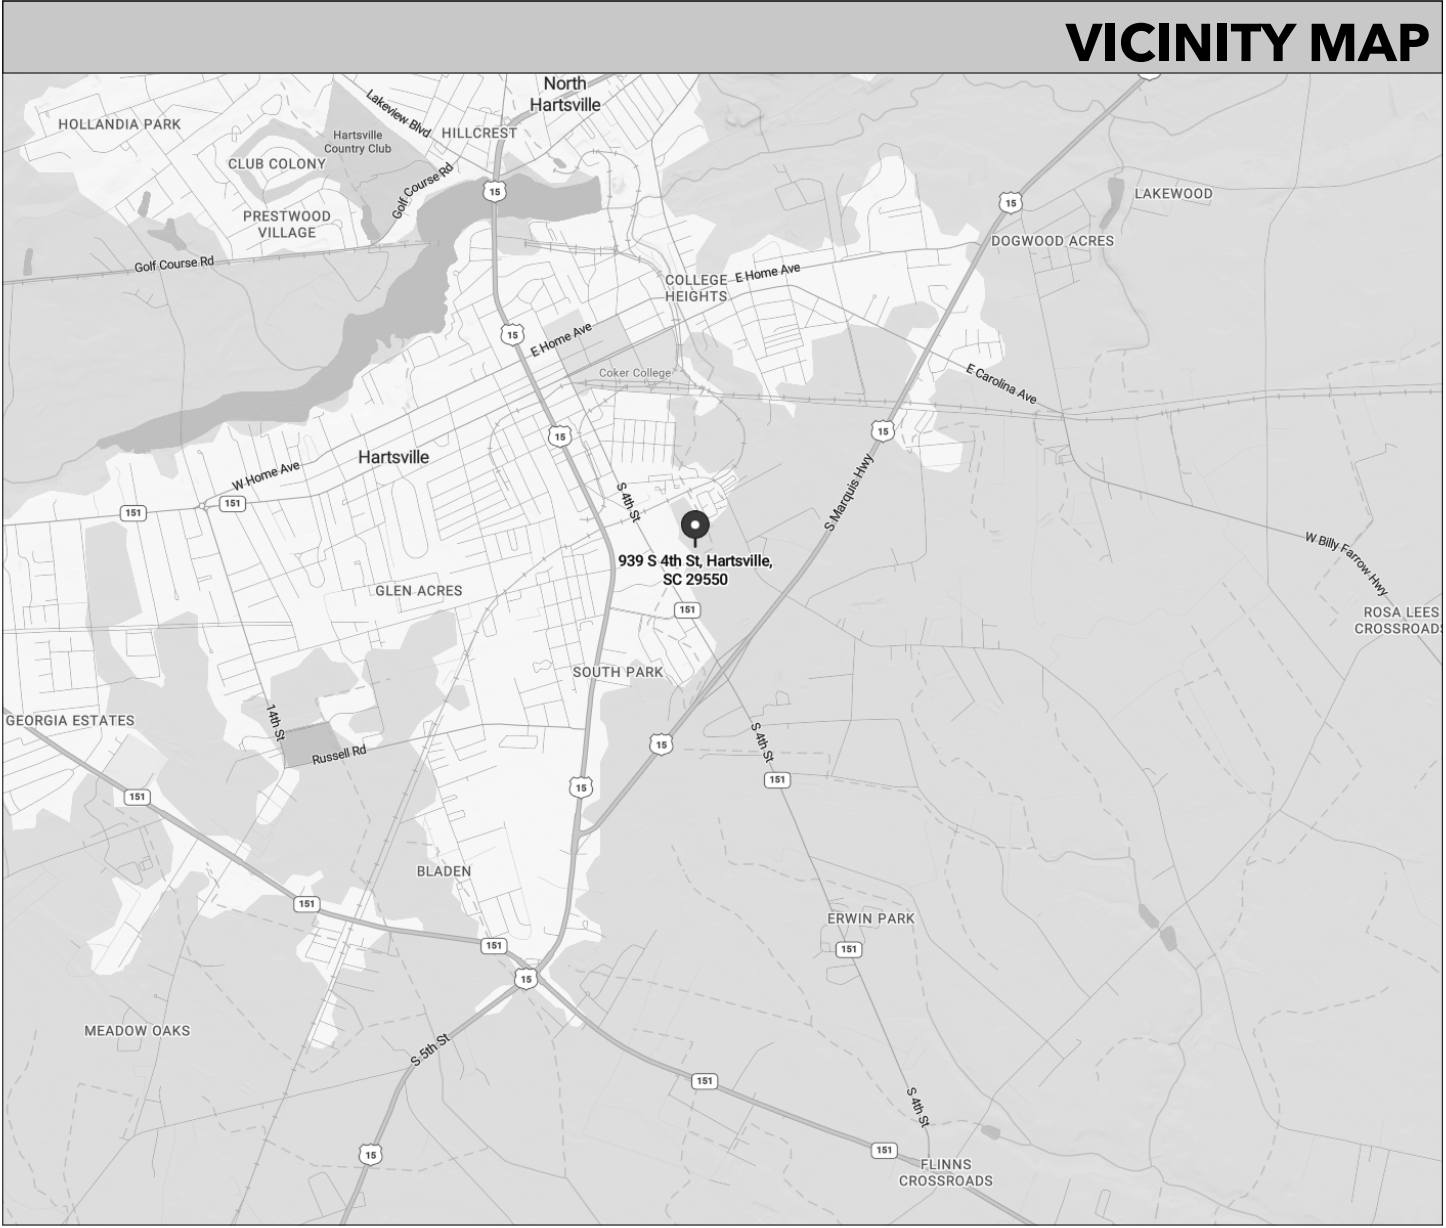 VICINITY MAP
North
Hartsville
Lakeview Blvd
HOLLANDIA PARK
HILLCREST
Hartsville
Country Club
CLUB COLONY
Golf Course Rd
15
LAKEWOOD
15
PRESTWOOD
VILLAGE
DOGWOOD ACRES
Golf Course Rd
E Home Ave
COLLEGE
HEIGHTS
15
E Home Ave
Coker College
E Carolina Ave
15
15
Hartsville
W Home Ave
S Marquis Hwy
151
151
S 4th St
939 S 4th St, Hartsville,
SC 29550
W Billy Farrow Hwy
GLEN ACRES
151
ROSA LEES
CROSSROADS
SOUTH PARK
GEORGIA ESTATES
14th St
Russell Rd
15
S 4th St
151
15
151
BLADEN
151
ERWIN PARK
151
151
15
MEADOW OAKS
S 5th St
151
S 4th St
15
151
FLINNS
CROSSROADS